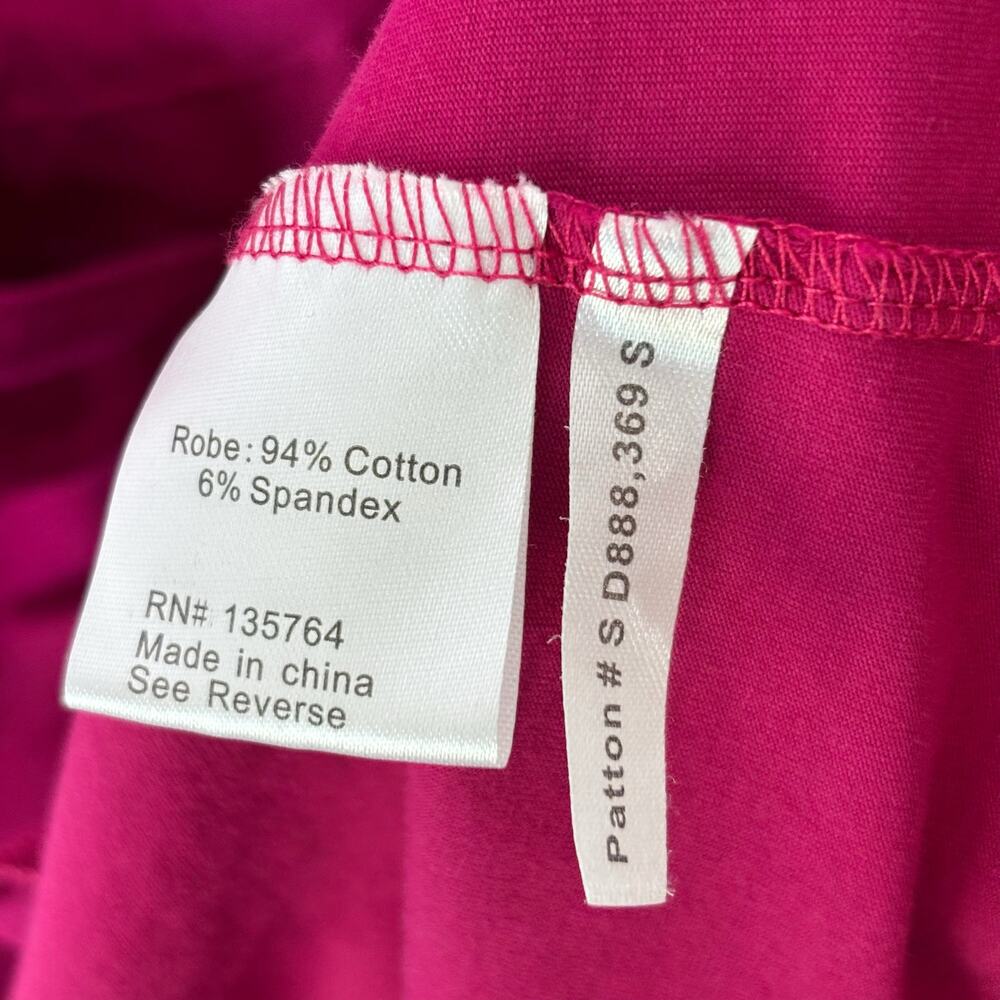 Robe: 94% Cotton
6% Spandex
RN# 135764
Made in china
See Reverse
Patton # S D888,369 S